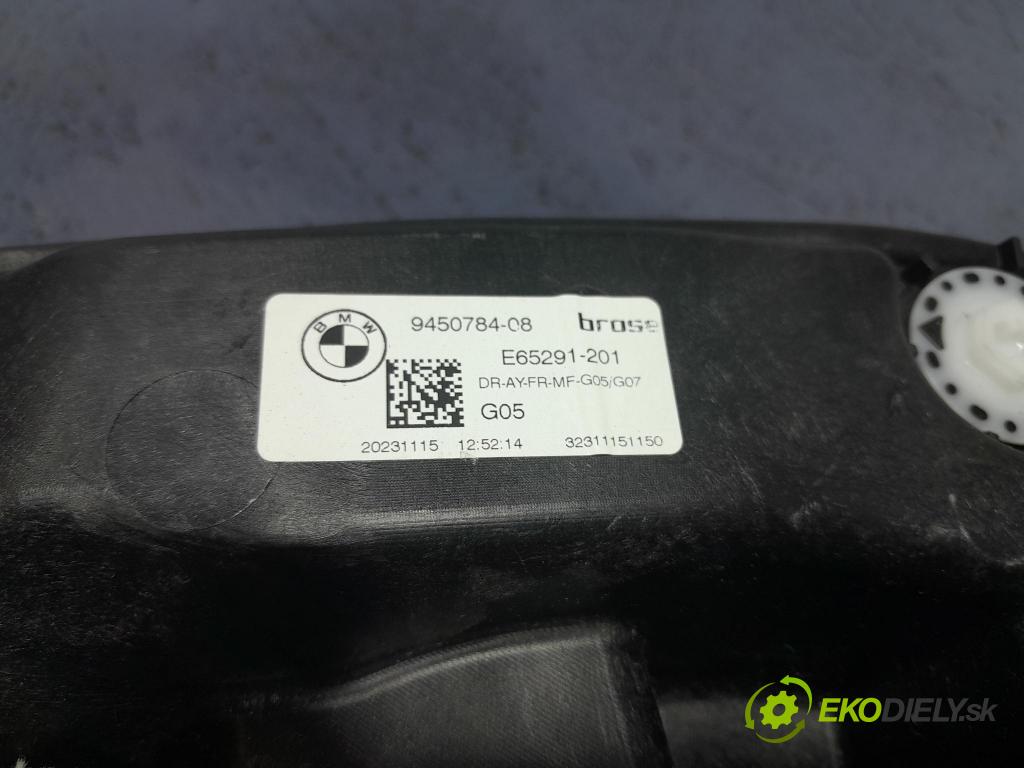 BMW
9450784-08 brose
E65291-201
DR-AY-FR-MF-G05/G07
G05
20231115 12:52:14 32311151150
EKODIELY.sk